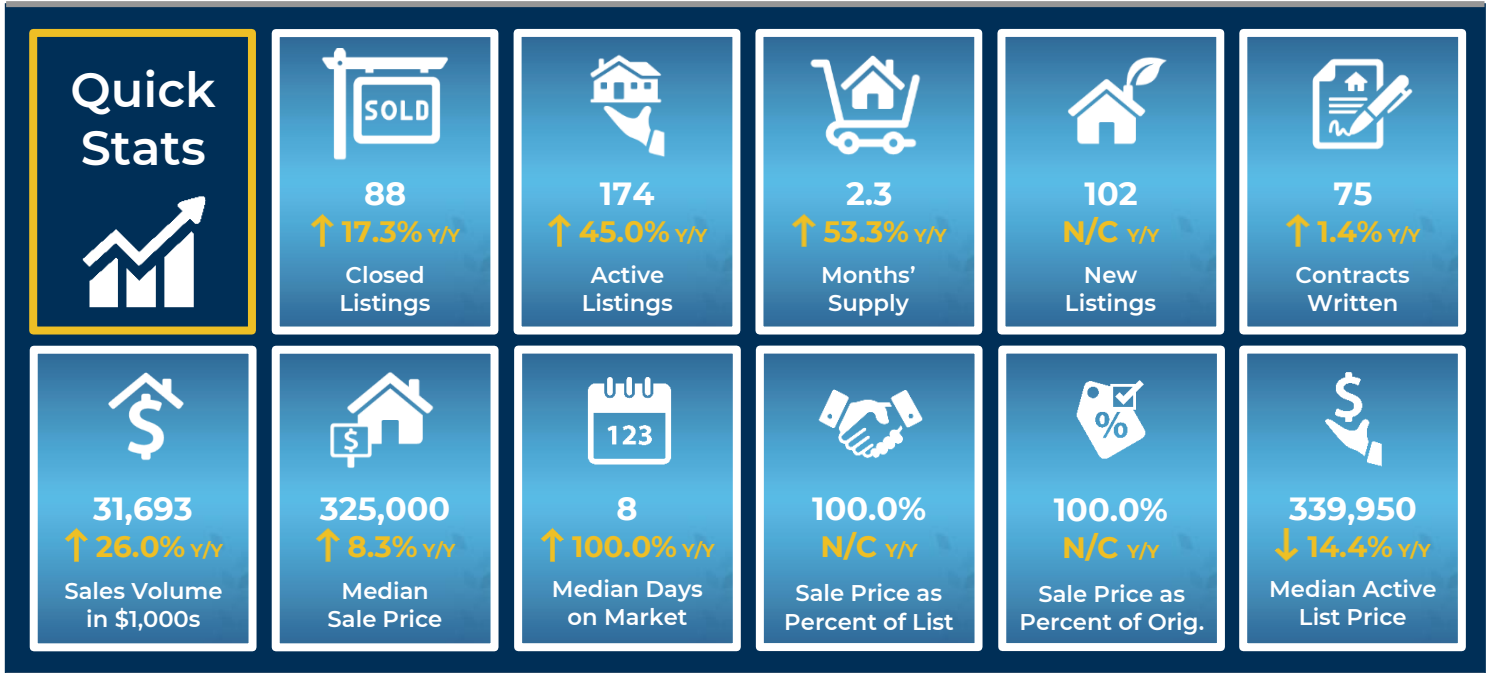 Quick
Stats
SOLD
88
↑ 17.3% Y/Y
Closed
Listings
174
↑ 45.0% Y/Y
Active
Listings
2.3
↑ 53.3% Y/Y
Months’
Supply
102
N/C Y/Y
New
Listings
75
↑ 1.4% Y/Y
Contracts
Written
$
31,693
↑ 26.0% Y/Y
Sales Volume
in $1,000s
$
325,000
↑ 8.3% Y/Y
Median
Sale Price
123
8
↑ 100.0% Y/Y
Median Days
on Market
100.0%
N/C Y/Y
Sale Price as
Percent of List
%
100.0%
N/C Y/Y
Sale Price as
Percent of Orig.
$
339,950
↓ 14.4% Y/Y
Median Active
List Price